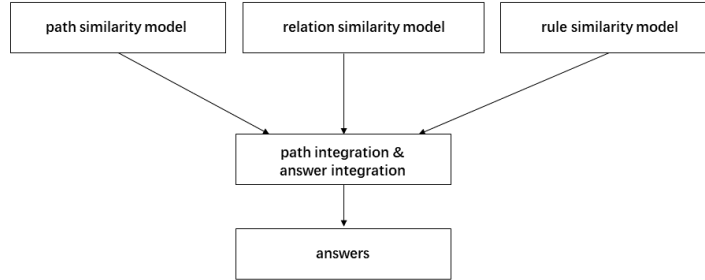 path similarity model
relation similarity model
rule similarity model
path integration &
answer integration
answers